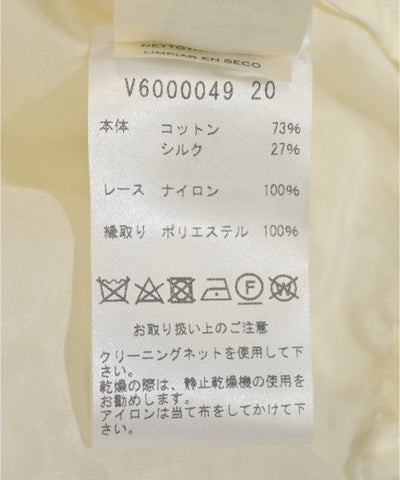 LIMPIAR EN SECO
V6000049 20
本体 コットン 73%
シルク 27%
レース ナイロン 100%
縁取り ポリエステル 100%
F W
お取り扱い上のご注意
クリーニングネットを使用して下
さい。
乾燥の際は、静止乾燥機の使用を
お勧めします。
アイロンは当て布をしてかけて下
さい。